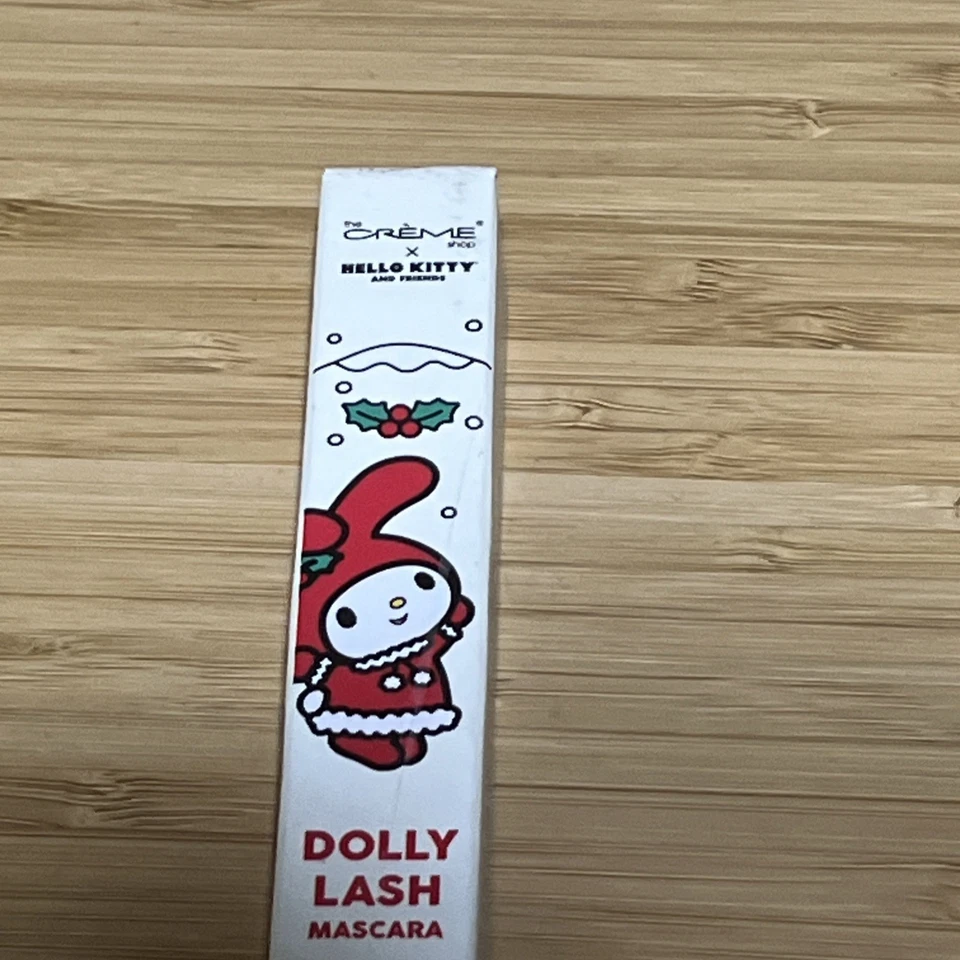 the
CRÈME®
shop
×
HELLO KITTY
AND FRIENDS
DOLLY
LASH
MASCARA